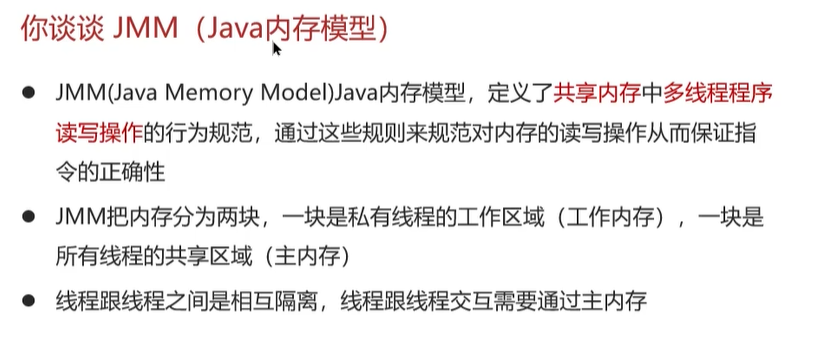 你谈谈 JMM（Java内存模型）
● JMM(Java Memory Model)Java内存模型，定义了共享内存中多线程程序
读写操作的行为规范，通过这些规则来规范对内存的读写操作从而保证指
令的正确性
● JMM把内存分为两块，一块是私有线程的工作区域（工作内存），一块是
所有线程的共享区域（主内存）
● 线程跟线程之间是相互隔离，线程跟线程交互需要通过主内存